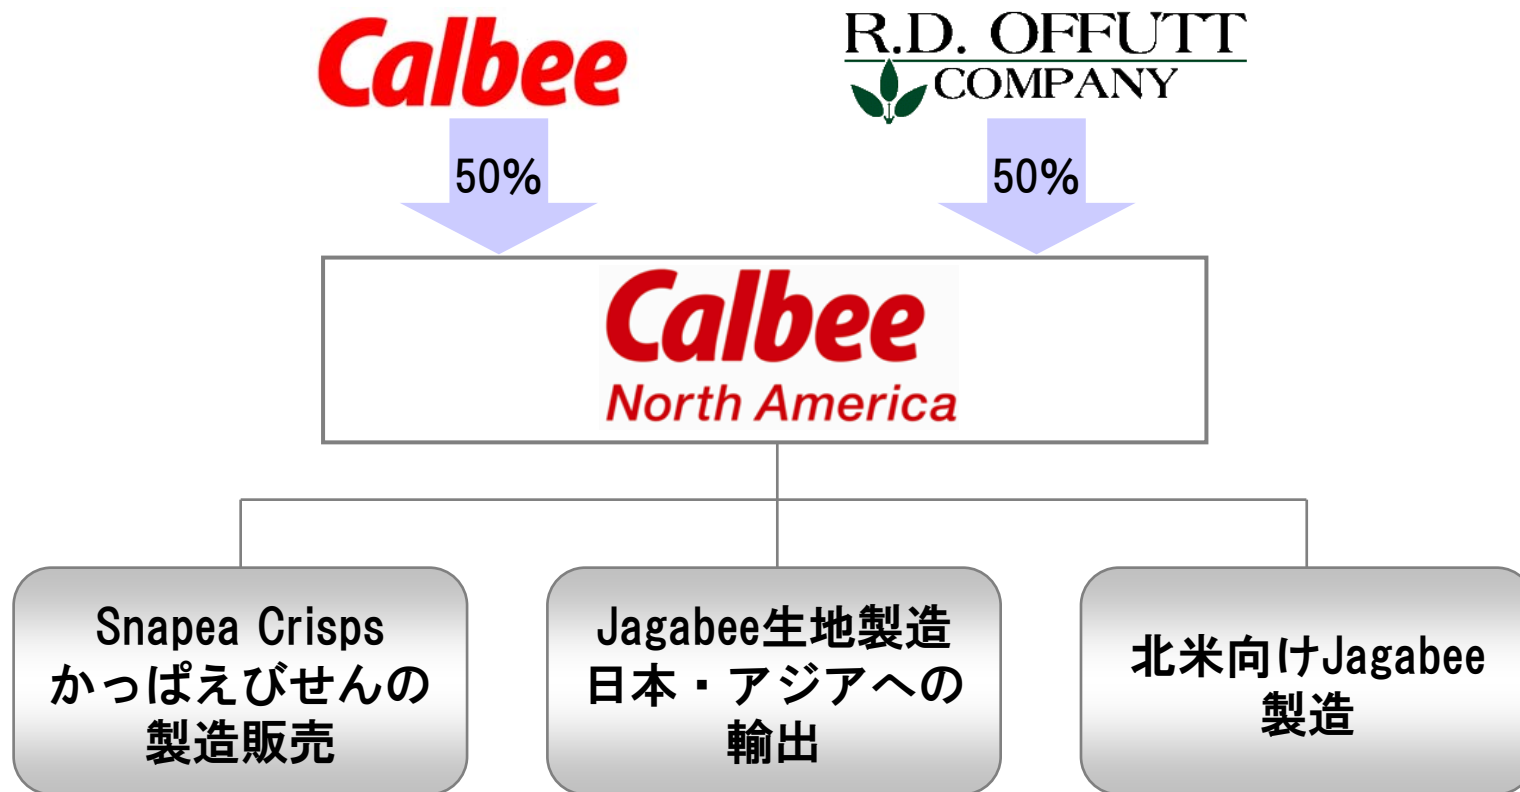 Calbee
R.D. OFFUTT
COMPANY
50%
50%
Calbee
North America
Snapea Crisps
かっぱえびせんの
製造販売
Jagabee生地製造
日本・アジアへの
輸出
北米向けJagabee
製造